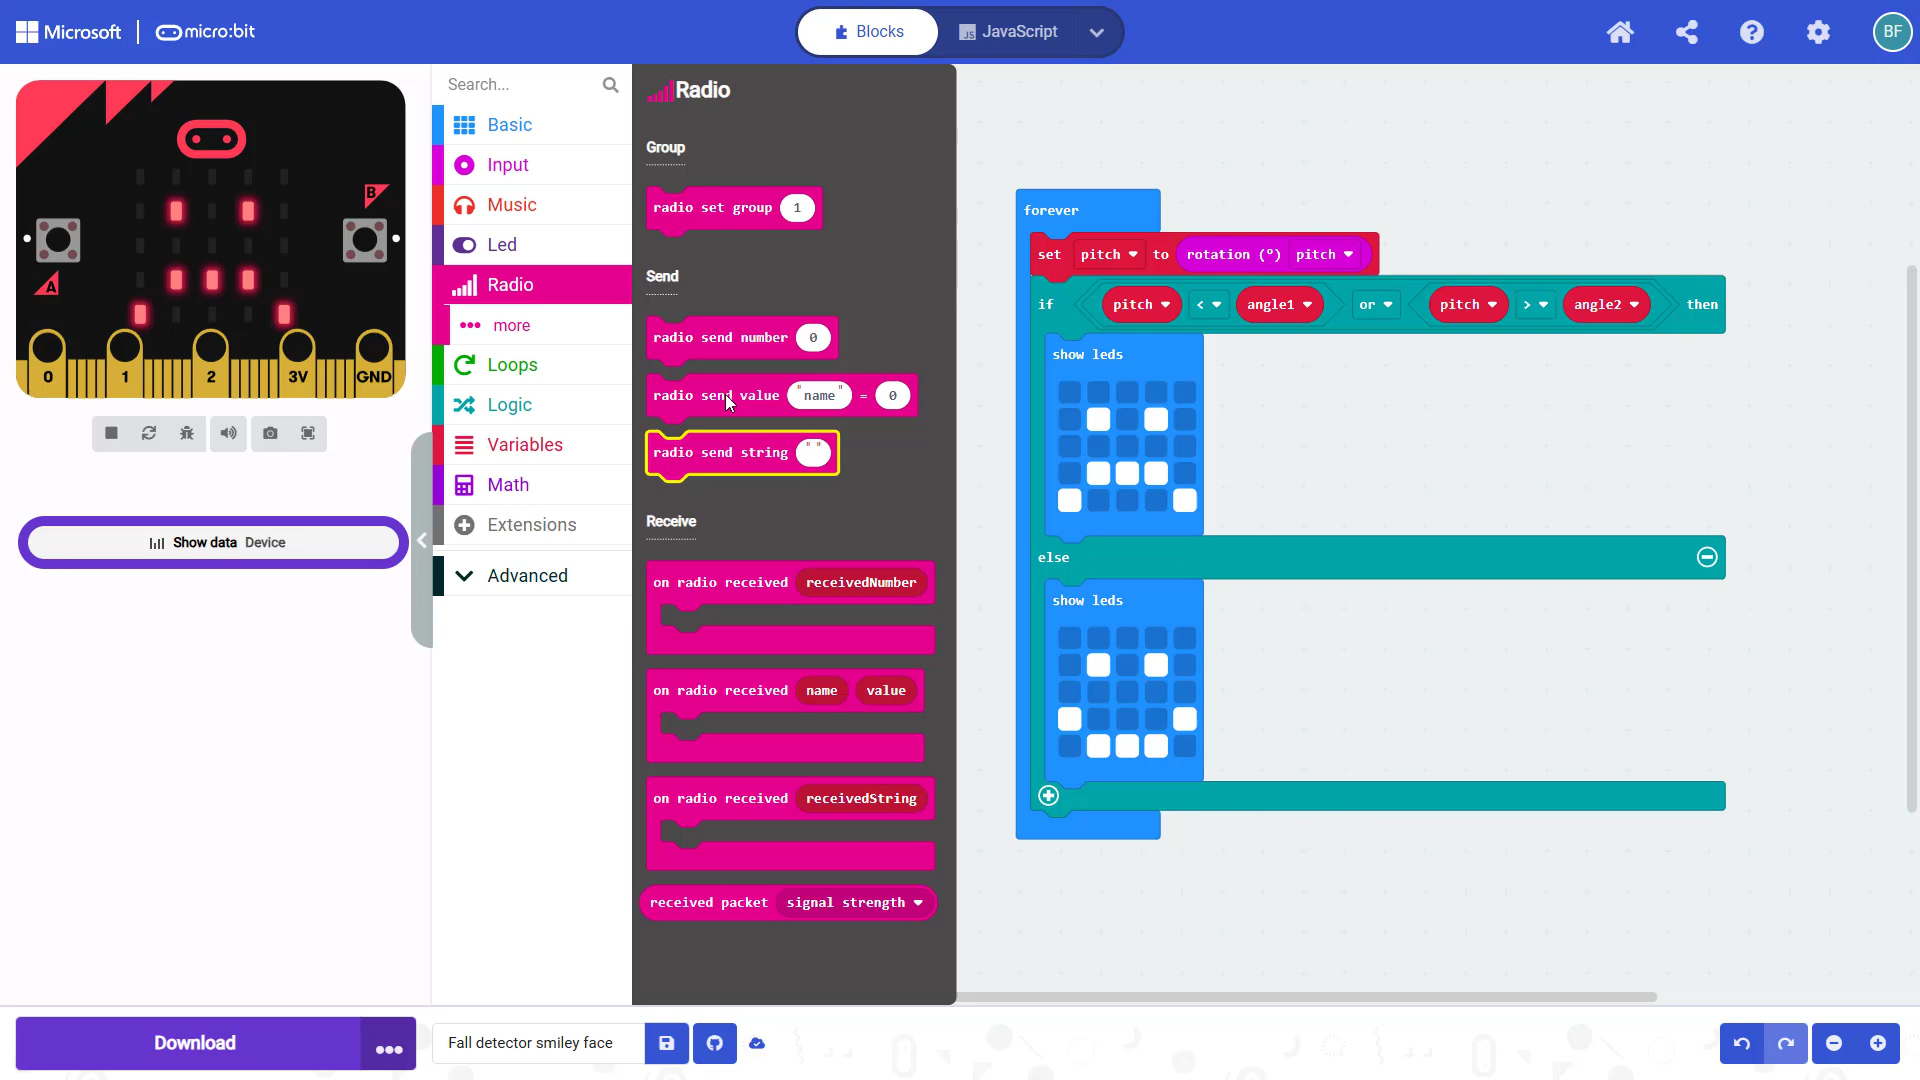 Microsoft
micro:bit
Blocks
JavaScript
BF
B
A
0 1 2 3V GND
Show data Device
Search...
Basic
Input
Music
Led
Radio
more
Loops
Logic
Variables
Math
Extensions
Advanced
Radio
Group
radio set group 1
Send
radio send number 0
radio send value "name" = 0
radio send string " "
Receive
on radio received receivedNumber
on radio received name value
on radio received receivedString
received packet signal strength
forever
set pitch to rotation (°) pitch
if pitch < angle1 or pitch > angle2 then
show leds
else
show leds
Download
Fall detector smiley face